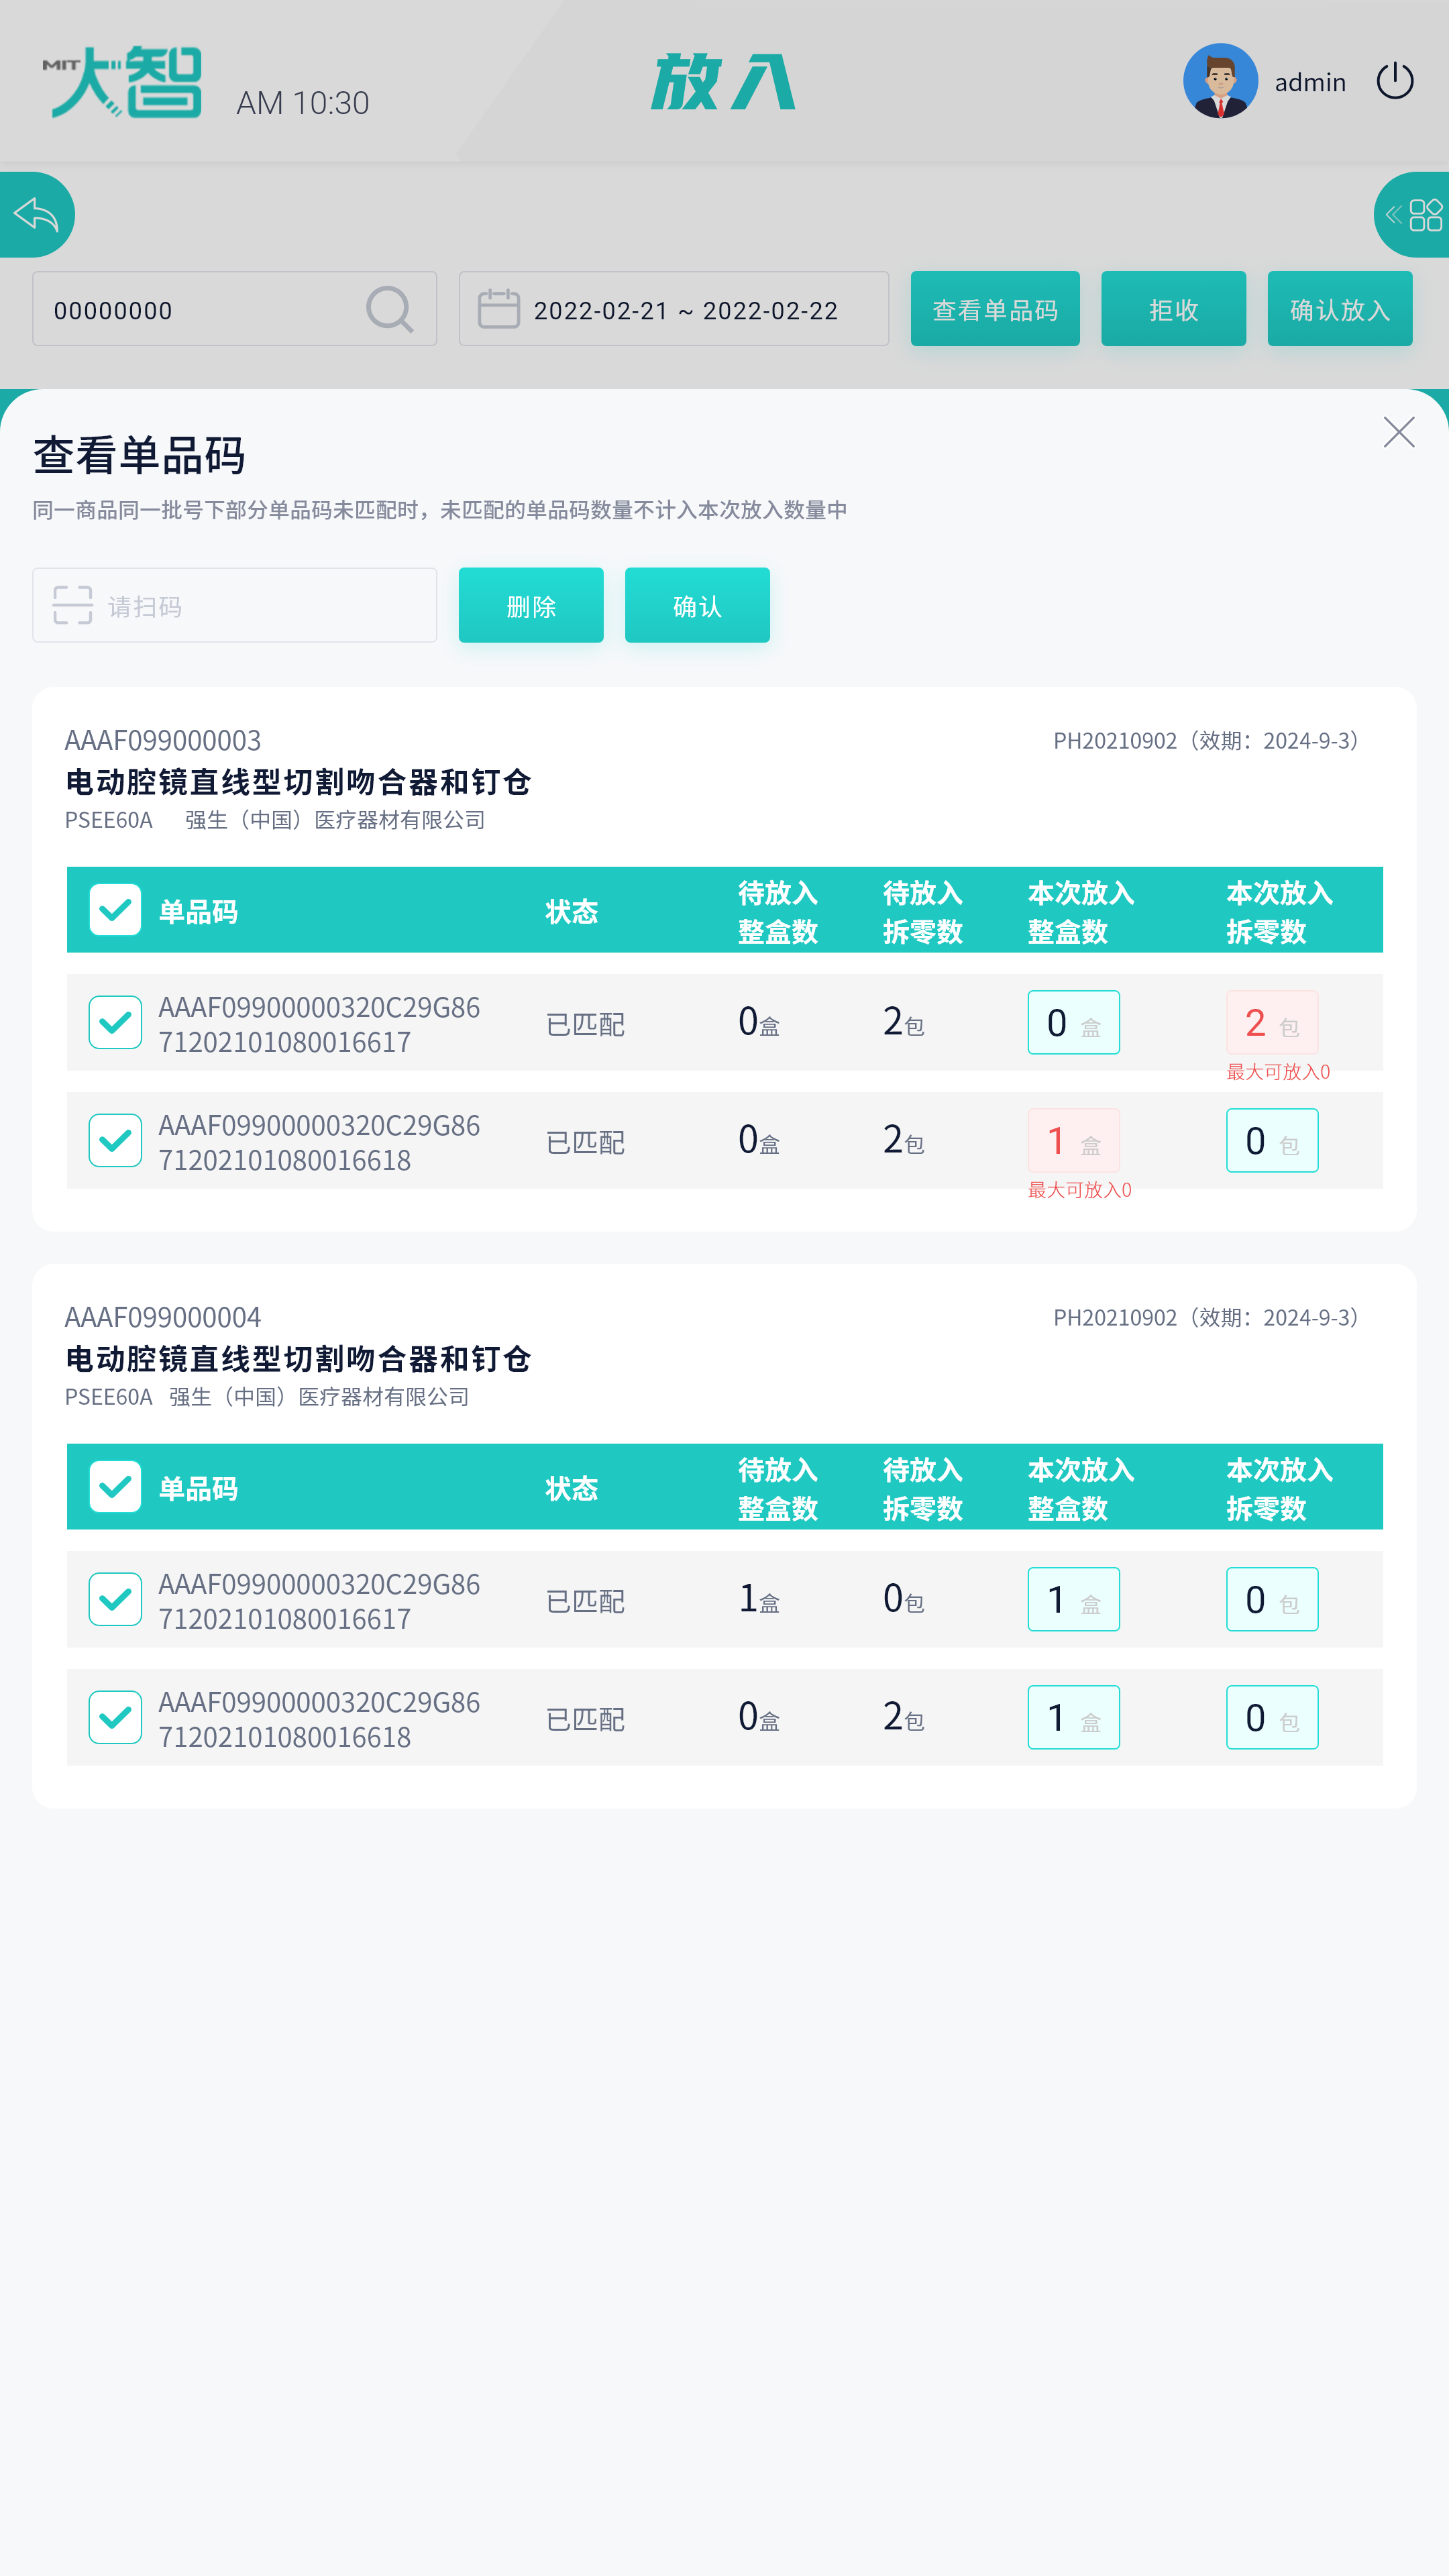 MIT大智
AM 10:30
放入
admin
00000000
2022-02-21 ~ 2022-02-22
查看单品码
拒收
确认放入
查看单品码
同一商品同一批号下部分单品码未匹配时，未匹配的单品码数量不计入本次放入数量中
请扫码
删除
确认
AAAF099000003
PH20210902（效期：2024-9-3）
电动腔镜直线型切割吻合器和钉仓
PSEE60A 强生（中国）医疗器材有限公司
单品码
状态
待放入
整盒数
待放入
拆零数
本次放入
整盒数
本次放入
拆零数
AAAF09900000320C29G86
71202101080016617
已匹配
0盒
2包
0 盒
2 包
最大可放入0
AAAF09900000320C29G86
71202101080016618
已匹配
0盒
2包
1 盒
0 包
最大可放入0
AAAF099000004
PH20210902（效期：2024-9-3）
电动腔镜直线型切割吻合器和钉仓
PSEE60A 强生（中国）医疗器材有限公司
单品码
状态
待放入
整盒数
待放入
拆零数
本次放入
整盒数
本次放入
拆零数
AAAF09900000320C29G86
71202101080016617
已匹配
1盒
0包
1 盒
0 包
AAAF09900000320C29G86
71202101080016618
已匹配
0盒
2包
1 盒
0 包